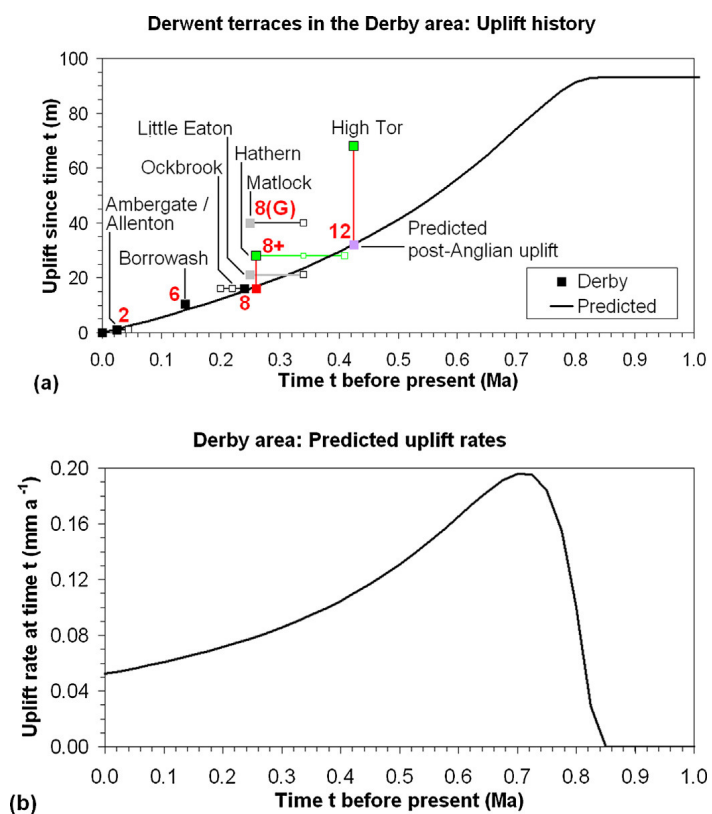 Derwent terraces in the Derby area: Uplift history
Uplift since time t (m)
100
80
60
40
20
0
Little Eaton
Ockbrook
Hathern
Matlock
High Tor
Ambergate /
Allenton
Borrowash
8(G)
8+
12
Predicted
post-Anglian uplift
2
6
8
Derby
Predicted
0.0 0.1 0.2 0.3 0.4 0.5 0.6 0.7 0.8 0.9 1.0
Time t before present (Ma)
(a)
Derby area: Predicted uplift rates
Uplift rate at time t (mm a⁻¹)
0.20
0.16
0.12
0.08
0.04
0.00
0.0 0.1 0.2 0.3 0.4 0.5 0.6 0.7 0.8 0.9 1.0
Time t before present (Ma)
(b)